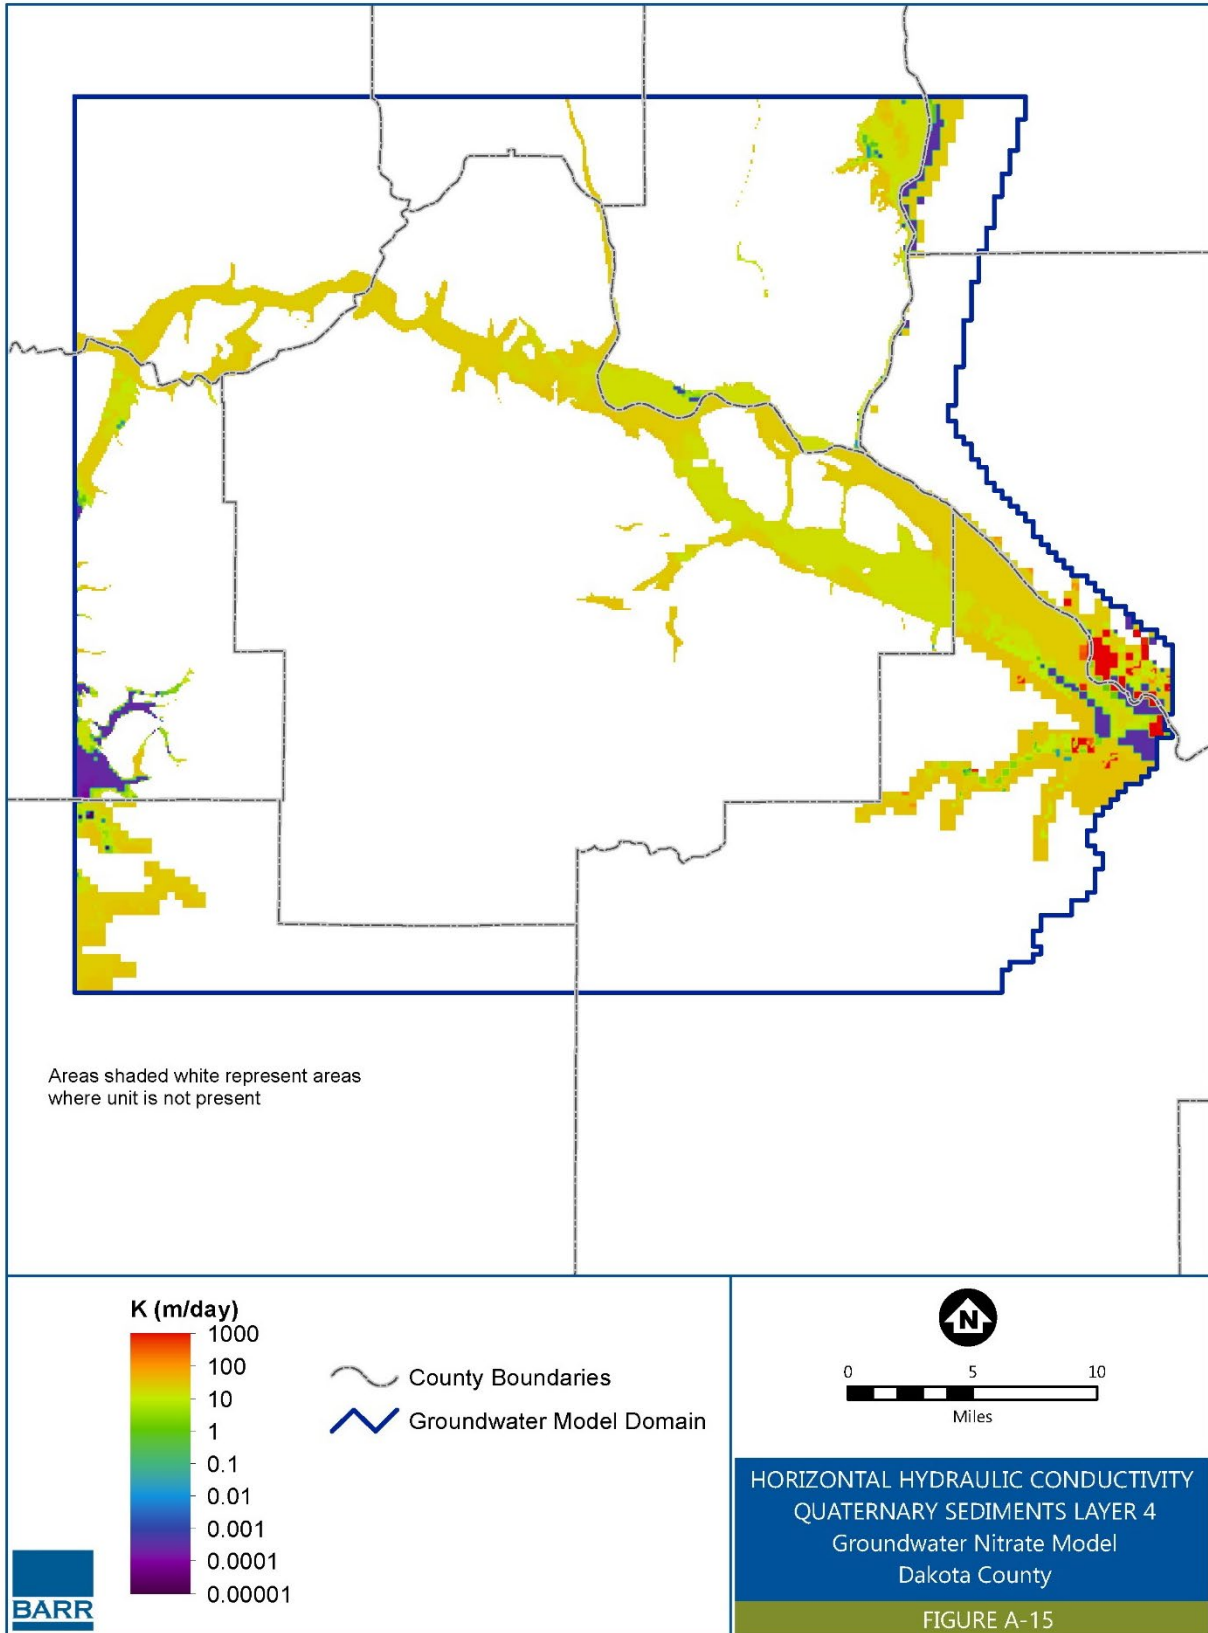 Areas shaded white represent areas
where unit is not present
K (m/day)
1000
100
10
1
0.1
0.01
0.001
0.0001
0.00001
County Boundaries
Groundwater Model Domain
BARR
N
0 5 10
Miles
HORIZONTAL HYDRAULIC CONDUCTIVITY
QUATERNARY SEDIMENTS LAYER 4
Groundwater Nitrate Model
Dakota County
FIGURE A-15